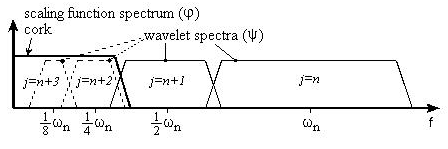 scaling function spectrum (φ)
cork
wavelet spectra (ψ)
j=n+3 j=n+2 j=n+1 j=n
1/8 ωn 1/4 ωn 1/2 ωn ωn f